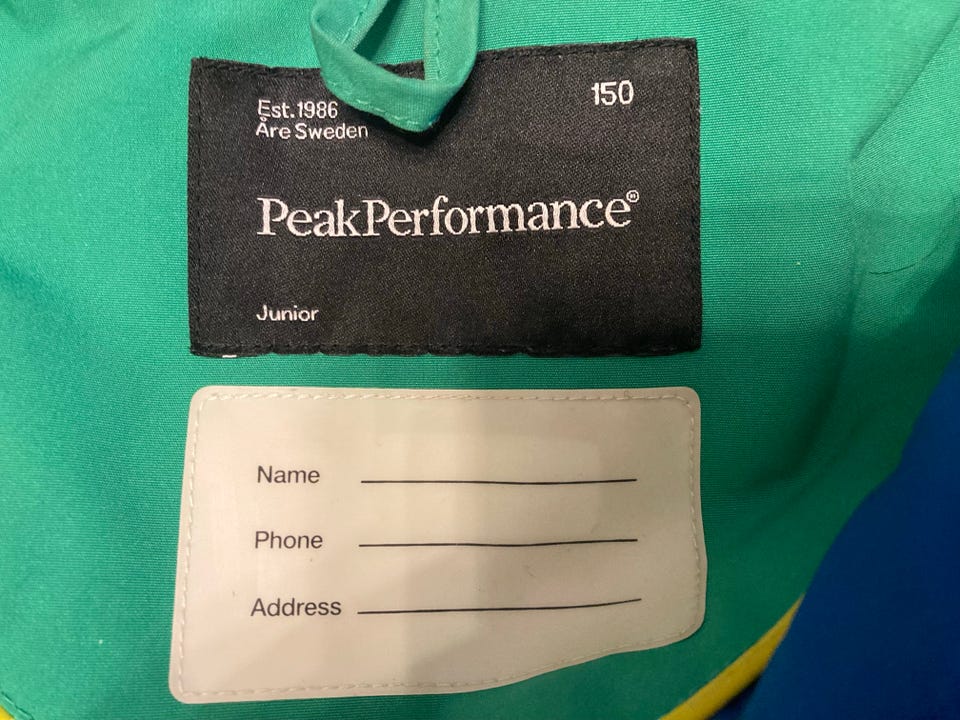 Est.1986
Åre Sweden
150
PeakPerformance®
Junior
Name
Phone
Address